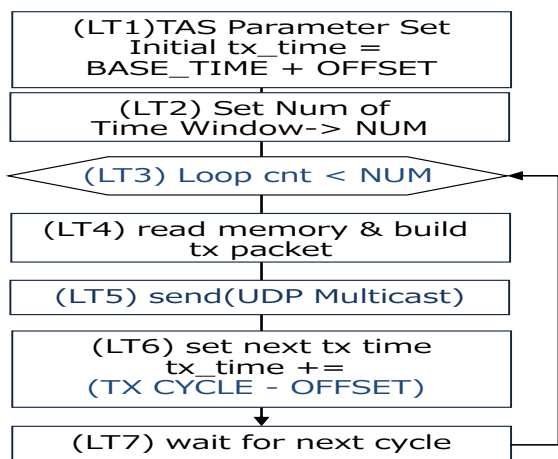 (LT1)TAS Parameter Set
Initial tx_time =
BASE_TIME + OFFSET
(LT2) Set Num of
Time Window-> NUM
(LT3) Loop cnt < NUM
(LT4) read memory & build
tx packet
(LT5) send(UDP Multicast)
(LT6) set next tx time
tx_time +=
(TX CYCLE - OFFSET)
(LT7) wait for next cycle